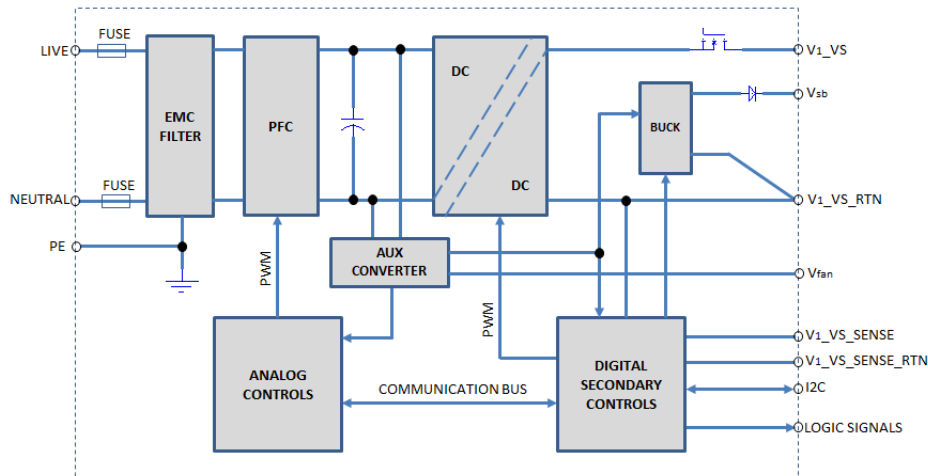 FUSE
LIVE
V1_VS
DC
Vsb
EMC
FILTER
PFC
BUCK
DC
FUSE
NEUTRAL
V1_VS_RTN
PE
AUX
CONVERTER
PWM
Vfan
PWM
V1_VS_SENSE
V1_VS_SENSE_RTN
ANALOG
CONTROLS
COMMUNICATION BUS
DIGITAL
SECONDARY
CONTROLS
I2C
LOGIC SIGNALS